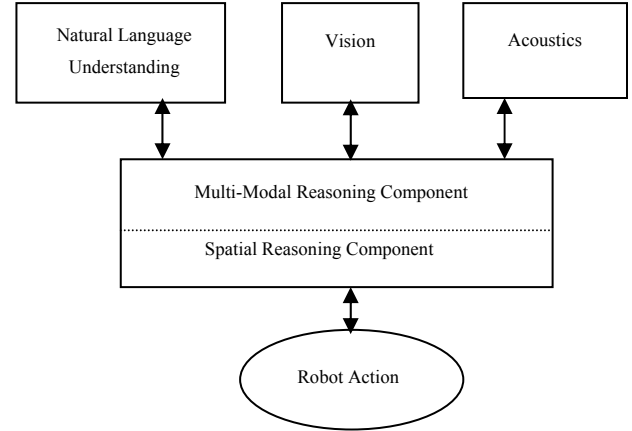 Natural Language
Understanding
Vision
Acoustics
Multi-Modal Reasoning Component
Spatial Reasoning Component
Robot Action